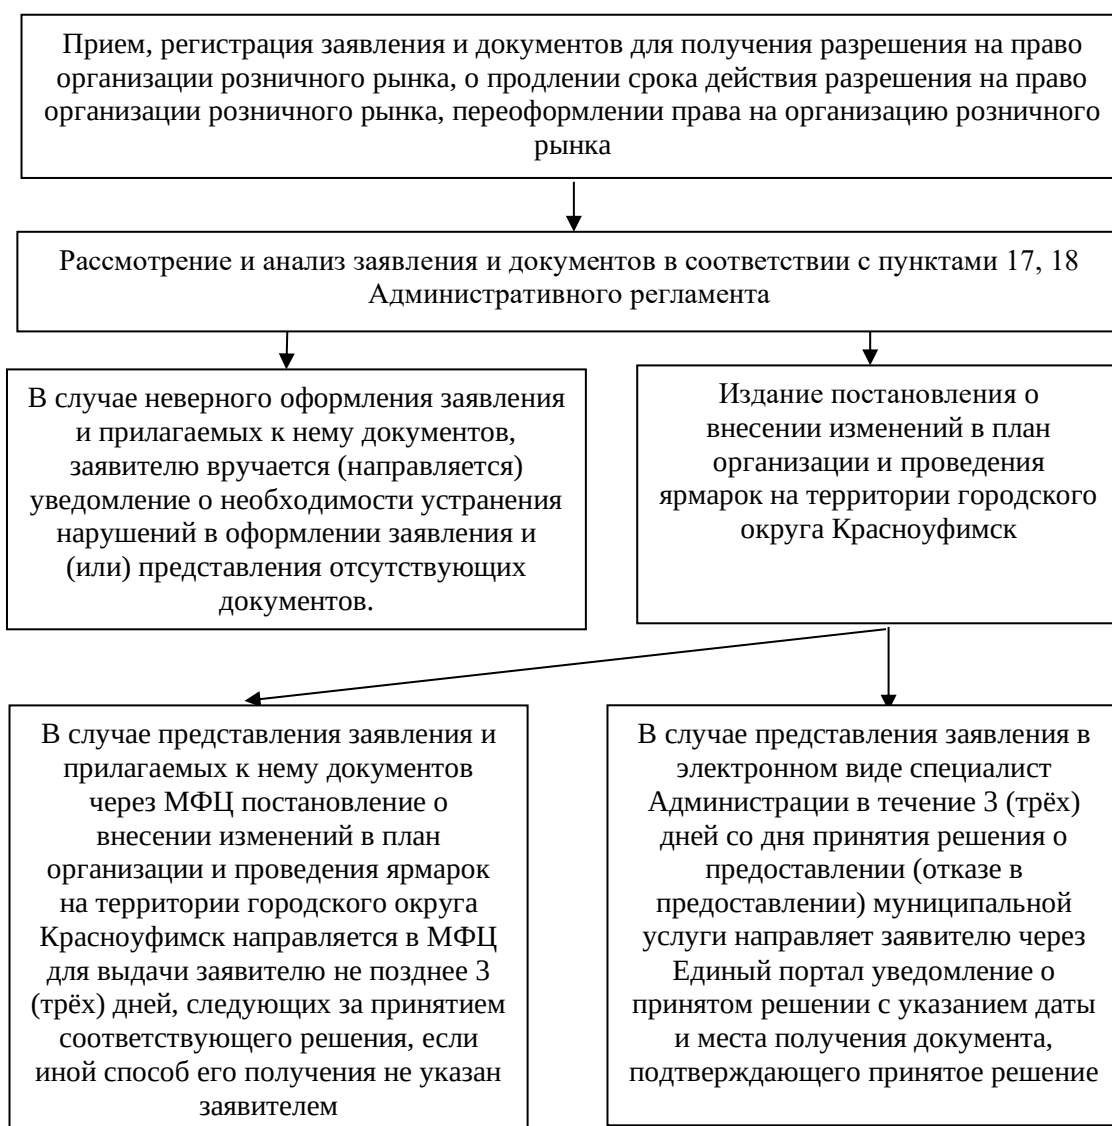 Прием, регистрация заявления и документов для получения разрешения на право
организации розничного рынка, о продлении срока действия разрешения на право
организации розничного рынка, переоформлении права на организацию розничного
рынка
Рассмотрение и анализ заявления и документов в соответствии с пунктами 17, 18
Административного регламента
В случае неверного оформления заявления
и прилагаемых к нему документов,
заявителю вручается (направляется)
уведомление о необходимости устранения
нарушений в оформлении заявления и
(или) представления отсутствующих
документов.
Издание постановления о
внесении изменений в план
организации и проведения
ярмарок на территории городского
округа Красноуфимск
В случае представления заявления и
прилагаемых к нему документов
через МФЦ постановление о
внесении изменений в план
организации и проведения ярмарок
на территории городского округа
Красноуфимск направляется в МФЦ
для выдачи заявителю не позднее 3
(трёх) дней, следующих за принятием
соответствующего решения, если
иной способ его получения не указан
заявителем
В случае представления заявления в
электронном виде специалист
Администрации в течение 3 (трёх)
дней со дня принятия решения о
предоставлении (отказе в
предоставлении) муниципальной
услуги направляет заявителю через
Единый портал уведомление о
принятом решении с указанием даты
и места получения документа,
подтверждающего принятое решение